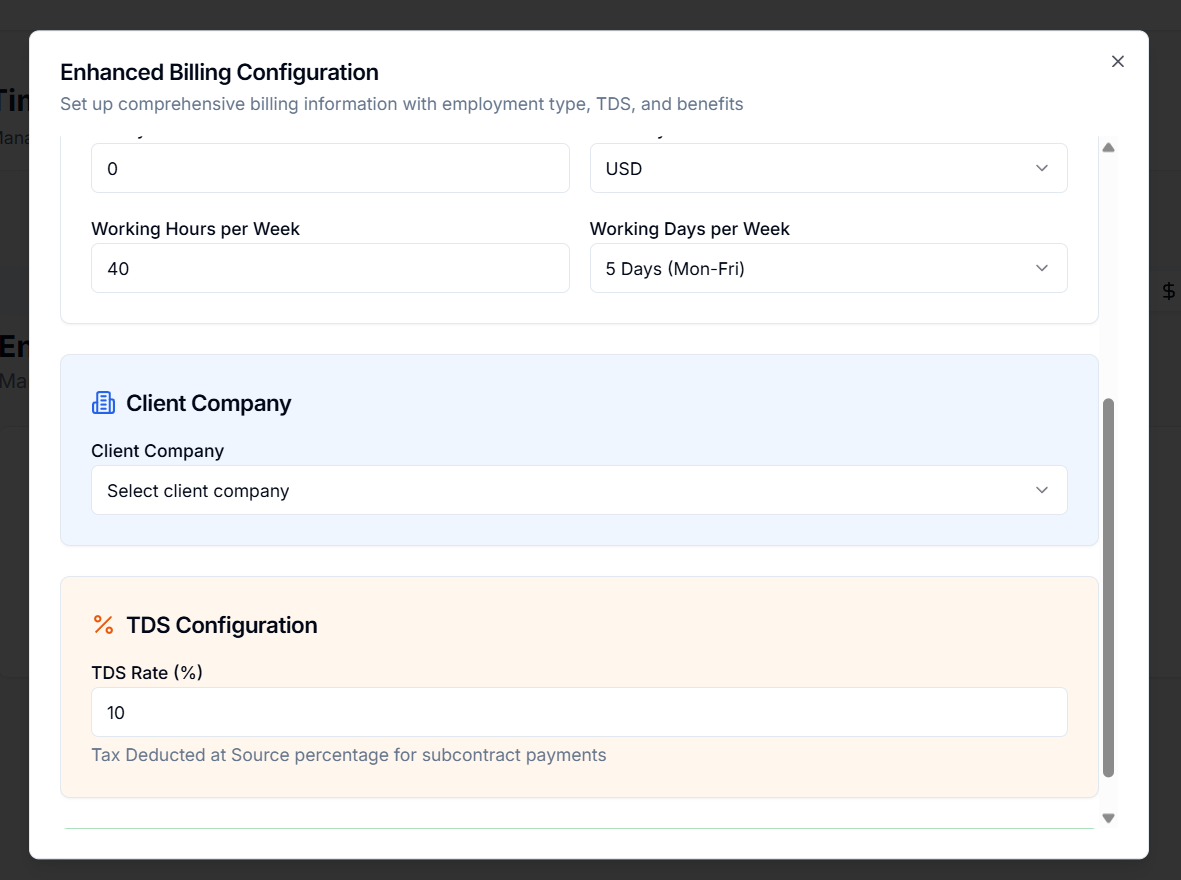 Enhanced Billing Configuration
Set up comprehensive billing information with employment type, TDS, and benefits
0
USD
Working Hours per Week
Working Days per Week
40
5 Days (Mon-Fri)
$
Client Company
Client Company
Select client company
TDS Configuration
TDS Rate (%)
10
Tax Deducted at Source percentage for subcontract payments